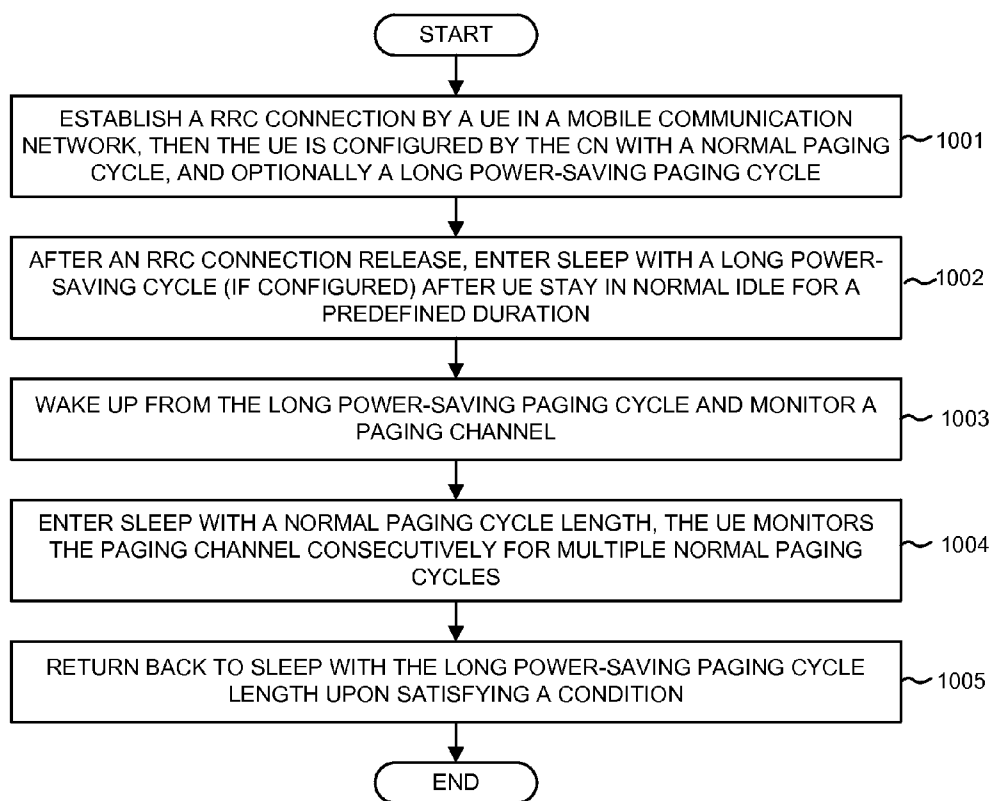 START
ESTABLISH A RRC CONNECTION BY A UE IN A MOBILE COMMUNICATION
NETWORK, THEN THE UE IS CONFIGURED BY THE CN WITH A NORMAL PAGING
CYCLE, AND OPTIONALLY A LONG POWER-SAVING PAGING CYCLE
1001
AFTER AN RRC CONNECTION RELEASE, ENTER SLEEP WITH A LONG POWER-
SAVING CYCLE (IF CONFIGURED) AFTER UE STAY IN NORMAL IDLE FOR A
PREDEFINED DURATION
1002
WAKE UP FROM THE LONG POWER-SAVING PAGING CYCLE AND MONITOR A
PAGING CHANNEL
1003
ENTER SLEEP WITH A NORMAL PAGING CYCLE LENGTH, THE UE MONITORS
THE PAGING CHANNEL CONSECUTIVELY FOR MULTIPLE NORMAL PAGING
CYCLES
1004
RETURN BACK TO SLEEP WITH THE LONG POWER-SAVING PAGING CYCLE
LENGTH UPON SATISFYING A CONDITION
1005
END